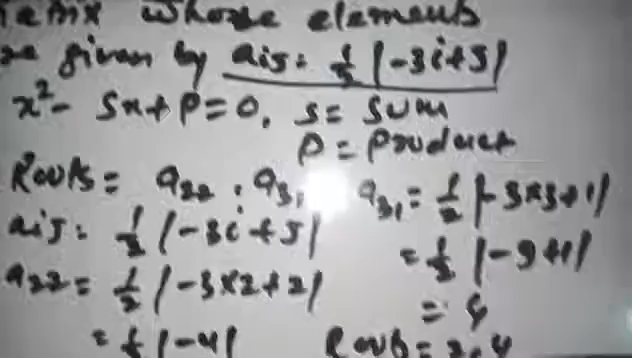 whose elements
given by aij = 1/2 |-3i+j|
x² - Sx + P = 0, S = Sum
P = Product
Roots = a22, a31
a31 = 1/2 |-3×3+1|
aij = 1/2 |-3i+j|
= 1/2 |-9+1|
a22 = 1/2 |-3×2+2|
= 4
= 1/2 |-4|
Roots = 2, 4